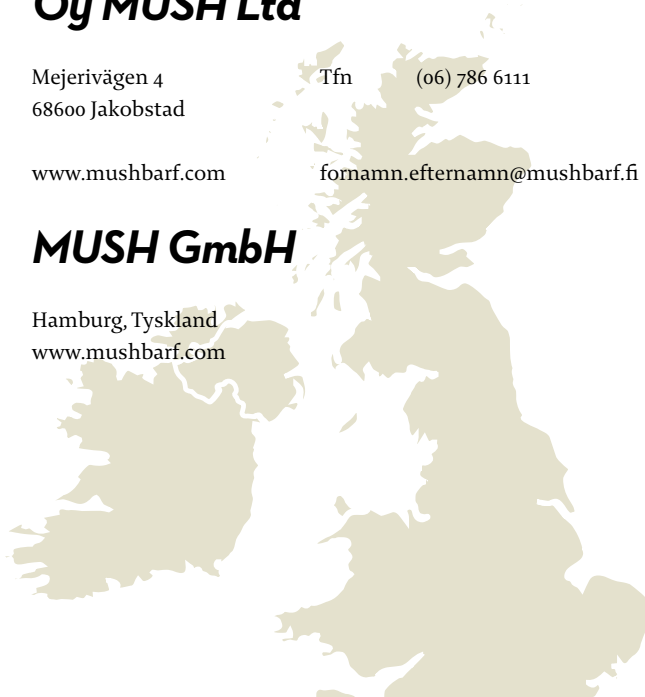 Oy MUSH Ltd
Mejerivägen 4 Tfn (06) 786 6111
68600 Jakobstad
www.mushbarf.com fornamn.efternamn@mushbarf.fi
MUSH GmbH
Hamburg, Tyskland
www.mushbarf.com